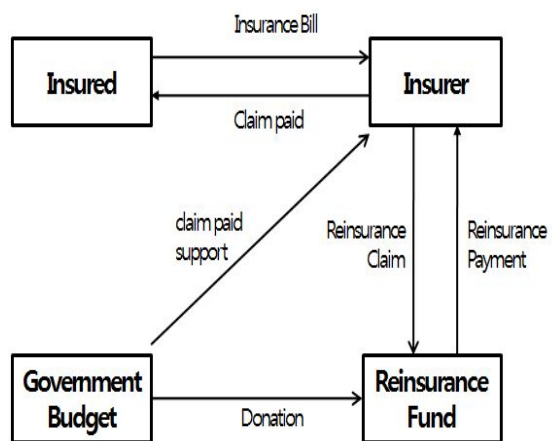 Insurance Bill
Insured
Insurer
Claim paid
claim paid
support
Reinsurance
Claim
Reinsurance
Payment
Government
Budget
Donation
Reinsurance
Fund